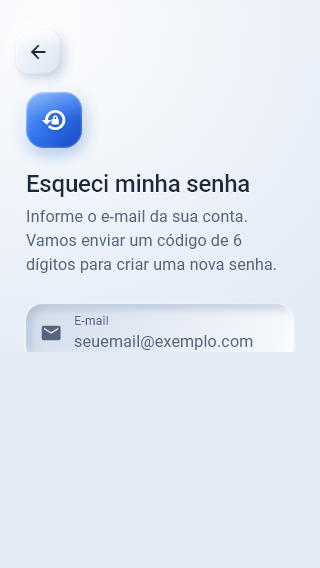 Esqueci minha senha
Informe o e-mail da sua conta.
Vamos enviar um código de 6
dígitos para criar uma nova senha.
E-mail
seuemail@exemplo.com